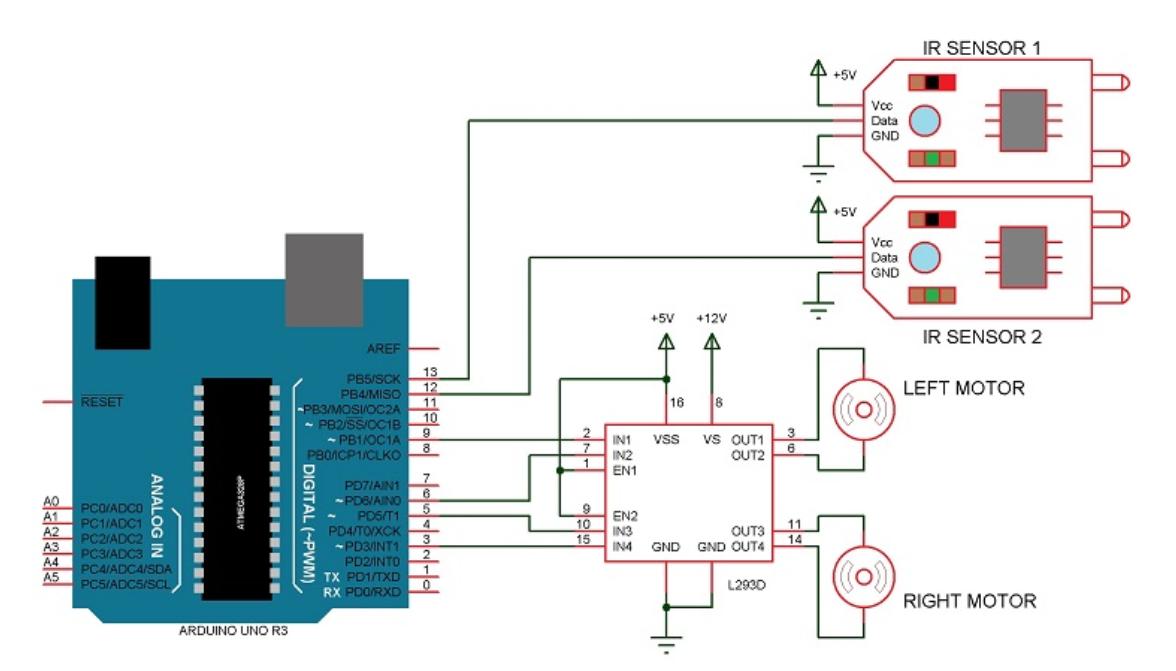 IR SENSOR 1
+5V
Vcc
Data
GND
+5V
Vcc
Data
GND
IR SENSOR 2
AREF
PB5/SCK 13
PB4/MISO 12
~PB3/MOSI/OC2A 11
~ PB2/SS/OC1B 10
~ PB1/OC1A 9
PB0/ICP1/CLKO 8
PD7/AIN1 7
~ PD6/AIN0 6
~ PD5/T1 5
PD4/T0/XCK 4
~ PD3/INT1 3
PD2/INT0 2
TX PD1/TXD 1
RX PD0/RXD 0
RESET
A0 PC0/ADC0
A1 PC1/ADC1
A2 PC2/ADC2
A3 PC3/ADC3
A4 PC4/ADC4/SDA
A5 PC5/ADC5/SCL
ANALOG IN
ATMEGA328P
DIGITAL (~PWM)
ARDUINO UNO R3
+5V +12V
16 8
VSS VS
2 IN1
7 IN2
1 EN1
9 EN2
10 IN3
15 IN4
OUT1 3
OUT2 6
OUT3 11
OUT4 14
GND GND
L293D
LEFT MOTOR
RIGHT MOTOR